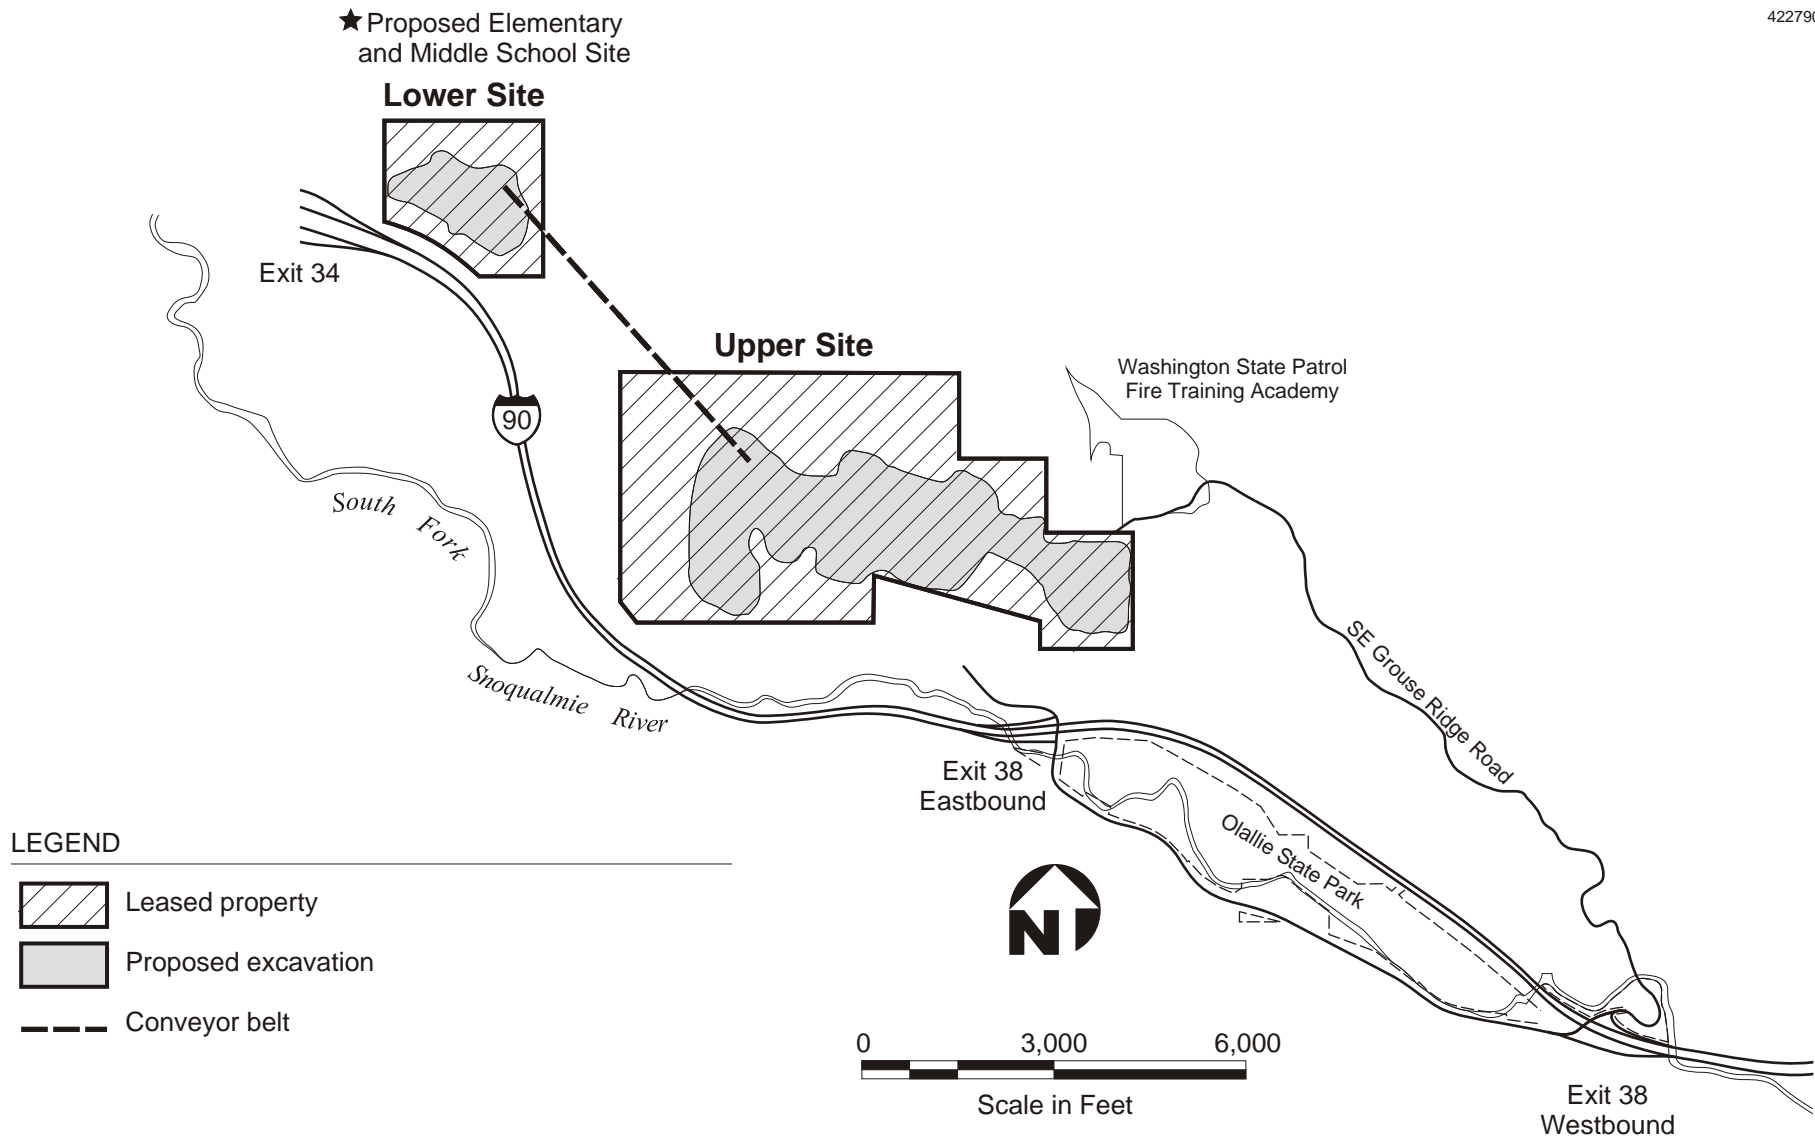 ★ Proposed Elementary
and Middle School Site
422790
Lower Site
Exit 34
Upper Site
Washington State Patrol
Fire Training Academy
90
South Fork
Snoqualmie River
SE Grouse Ridge Road
Exit 38
Eastbound
Olallie State Park
LEGEND
Leased property
Proposed excavation
Conveyor belt
N
0 3,000 6,000
Scale in Feet
Exit 38
Westbound